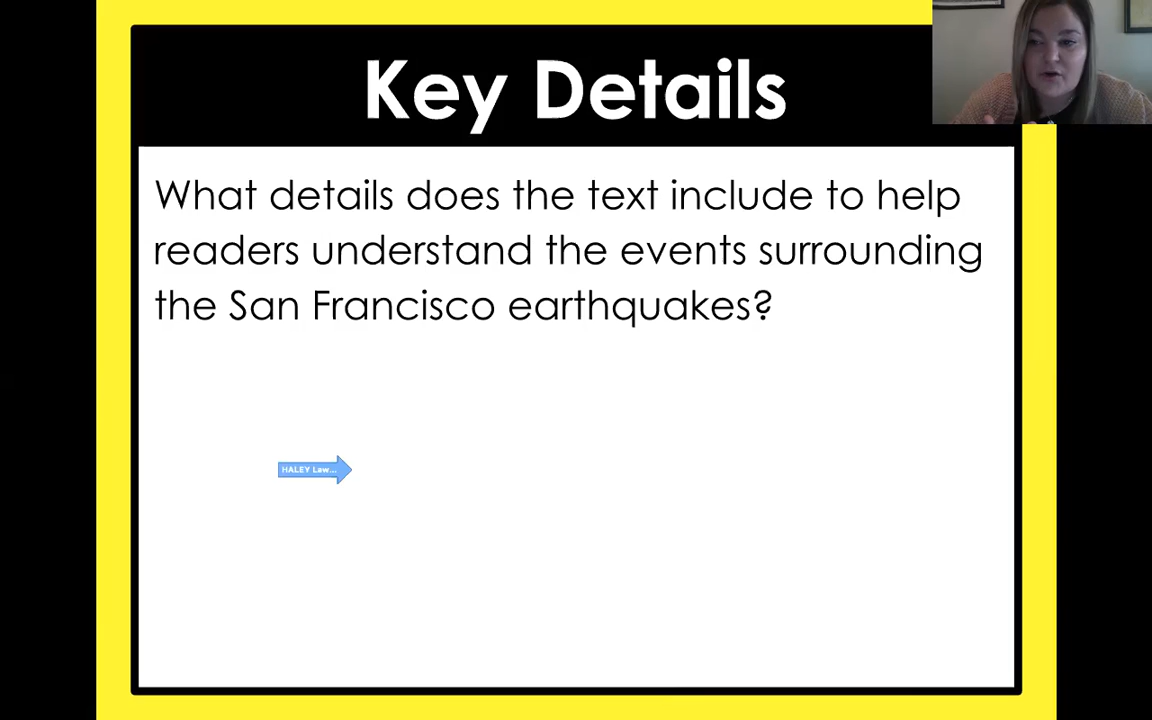 Key Details
What details does the text include to help
readers understand the events surrounding
the San Francisco earthquakes?
HALEY Law...